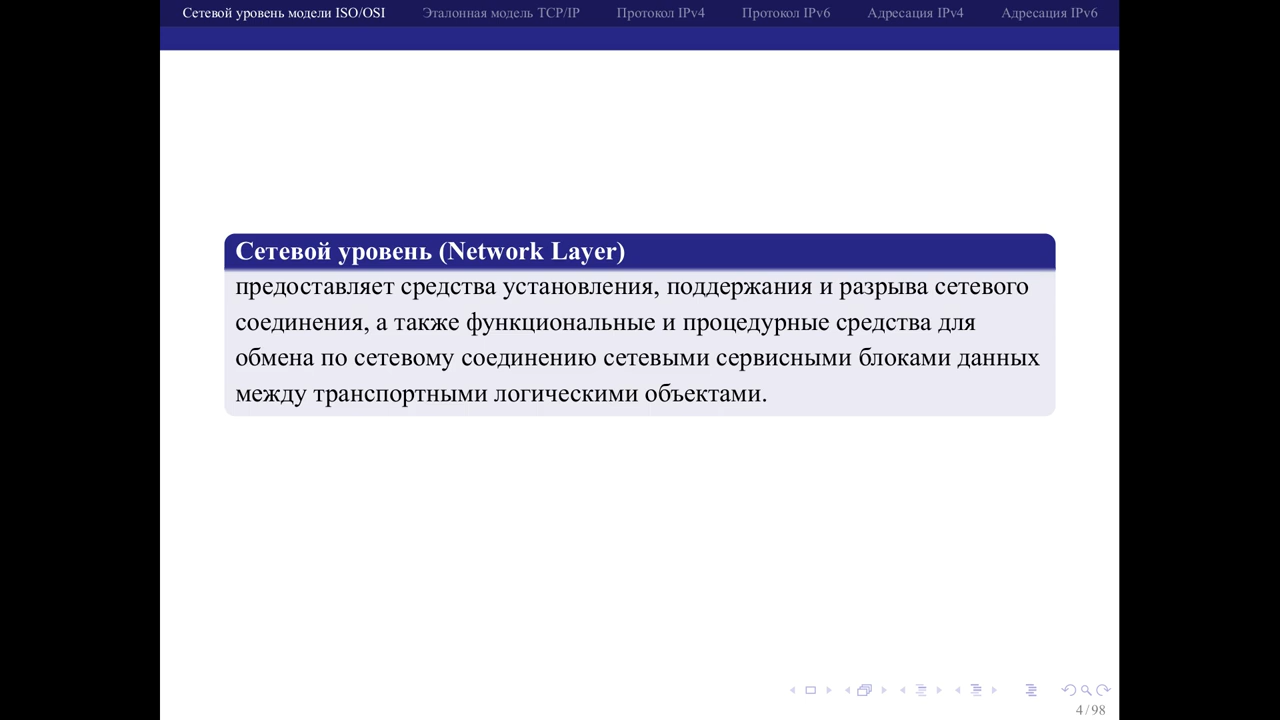 Сетевой уровень модели ISO/OSI Эталонная модель TCP/IP Протокол IPv4 Протокол IPv6 Адресация IPv4 Адресация IPv6
Сетевой уровень (Network Layer)
предоставляет средства установления, поддержания и разрыва сетевого
соединения, а также функциональные и процедурные средства для
обмена по сетевому соединению сетевыми сервисными блоками данных
между транспортными логическими объектами.
4 / 98